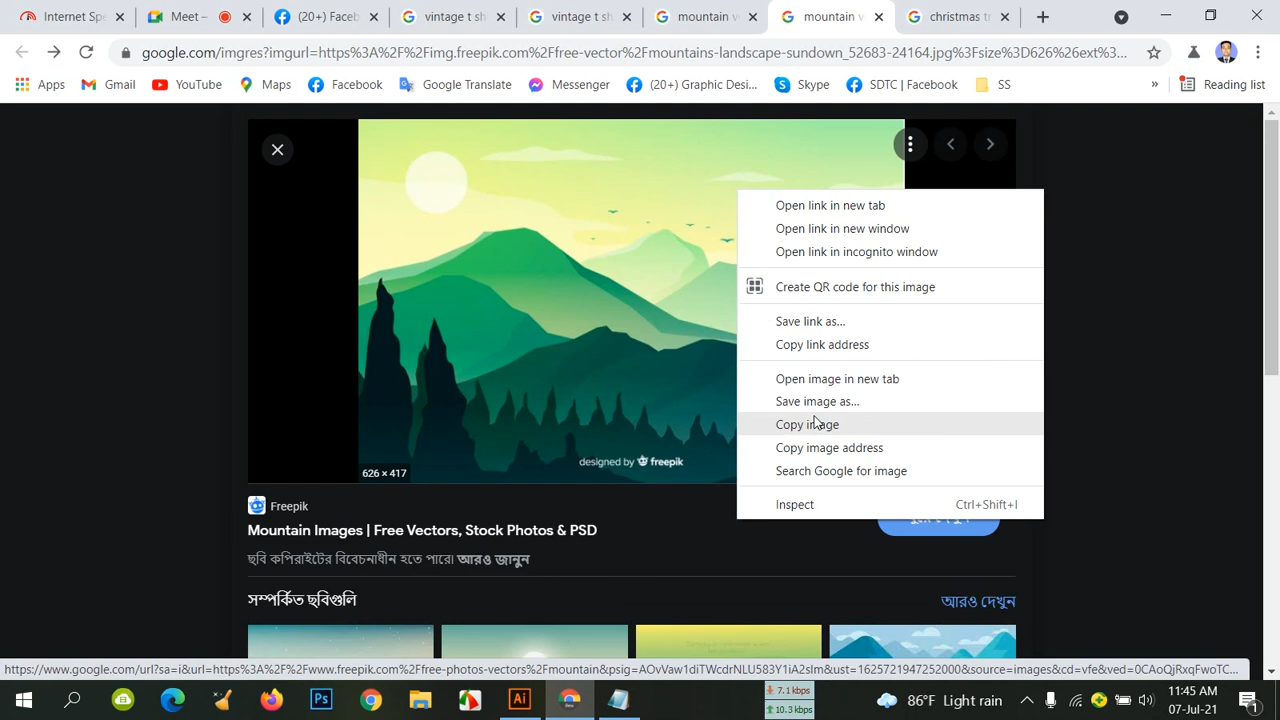 Internet spe
Meet –
(20+) Faceb
vintage t sh
vintage t sh
mountain v
mountain v
christmas tr
google.com/imgres?imgurl=https%3A%2F%2Fimg.freepik.com%2Ffree-vector%2Fmountains-landscape-sundown_52683-24164.jpg%3Fsize%3D626%26ext%3...
Apps
Gmail
YouTube
Maps
Facebook
Google Translate
Messenger
(20+) Graphic Desi...
Skype
SDTC | Facebook
SS
»
Reading list
Open link in new tab
Open link in new window
Open link in incognito window
Create QR code for this image
Save link as...
Copy link address
Open image in new tab
Save image as...
Copy image
Copy image address
Search Google for image
Inspect Ctrl+Shift+I
designed by freepik
626 × 417
Freepik
Mountain Images | Free Vectors, Stock Photos & PSD
ছবি কপিরাইটের বিবেচনাধীন হতে পারে। আরও জানুন
সম্পর্কিত ছবিগুলি
আরও দেখুন
https://www.google.com/url?sa=i&url=https%3A%2F%2Fwww.freepik.com%2Ffree-photos-vectors%2Fmountain&psig=AOvVaw1diTWcdrNLU583Y1iA2slm&ust=1625721947252000&source=images&cd=vfe&ved=0CAoQjRxqFwoTC...
7.1 kbps
10.3 kbps
86°F Light rain
11:45 AM
07-Jul-21
1